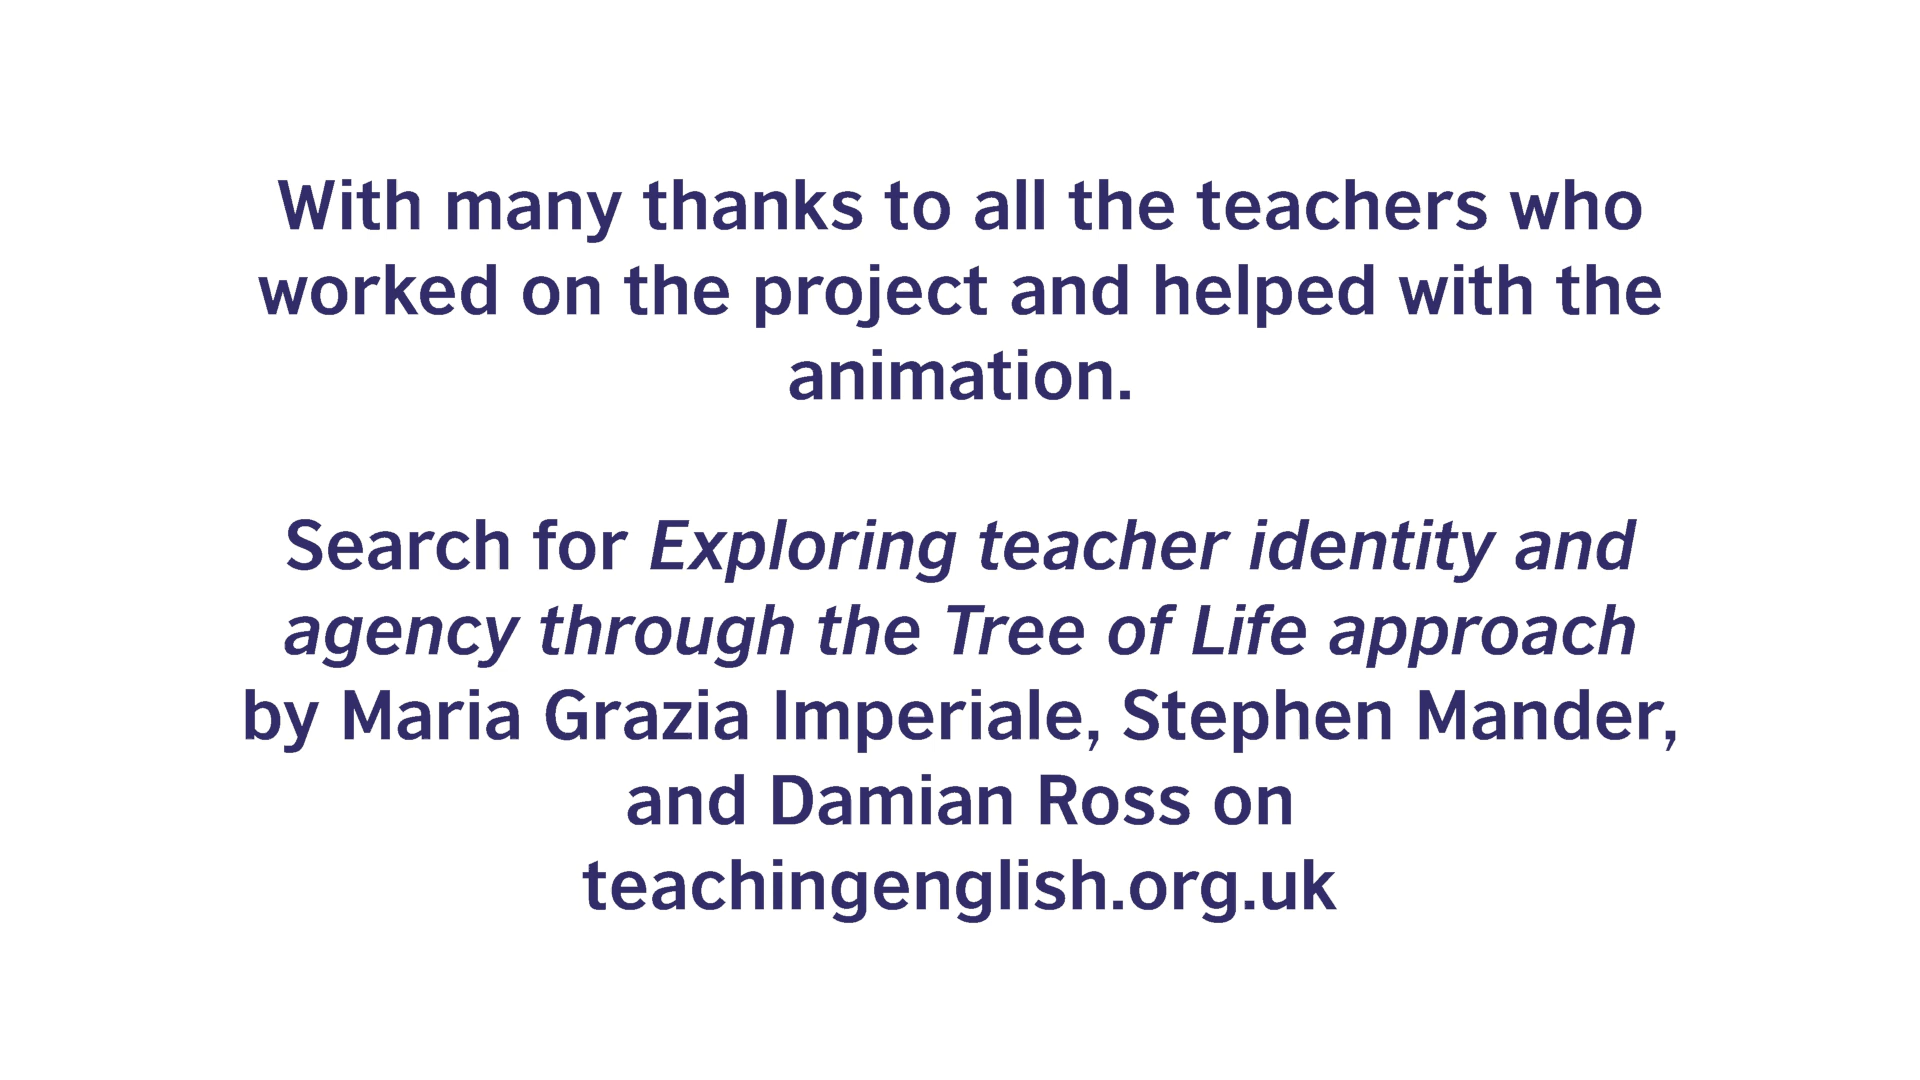 With many thanks to all the teachers who
worked on the project and helped with the
animation.
Search for Exploring teacher identity and
agency through the Tree of Life approach
by Maria Grazia Imperiale, Stephen Mander,
and Damian Ross on
teachingenglish.org.uk